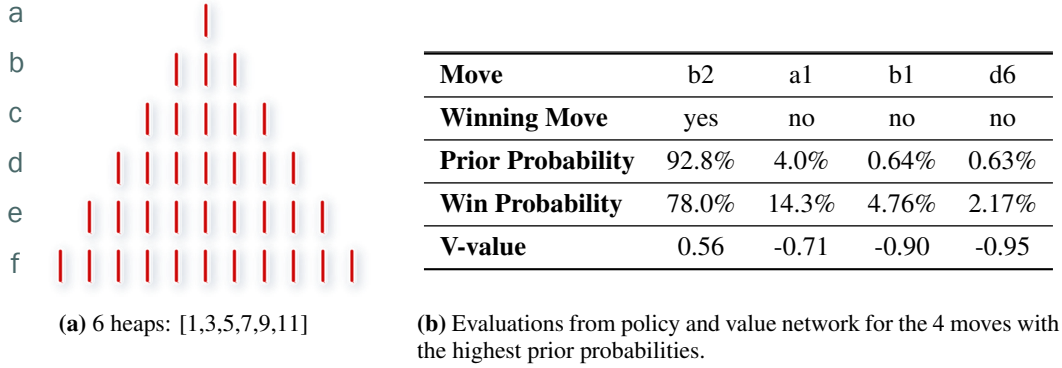 a
b
c
d
e
f
(a) 6 heaps: [1,3,5,7,9,11]
Move b2 a1 b1 d6
Winning Move yes no no no
Prior Probability 92.8% 4.0% 0.64% 0.63%
Win Probability 78.0% 14.3% 4.76% 2.17%
V-value 0.56 -0.71 -0.90 -0.95
(b) Evaluations from policy and value network for the 4 moves with
the highest prior probabilities.